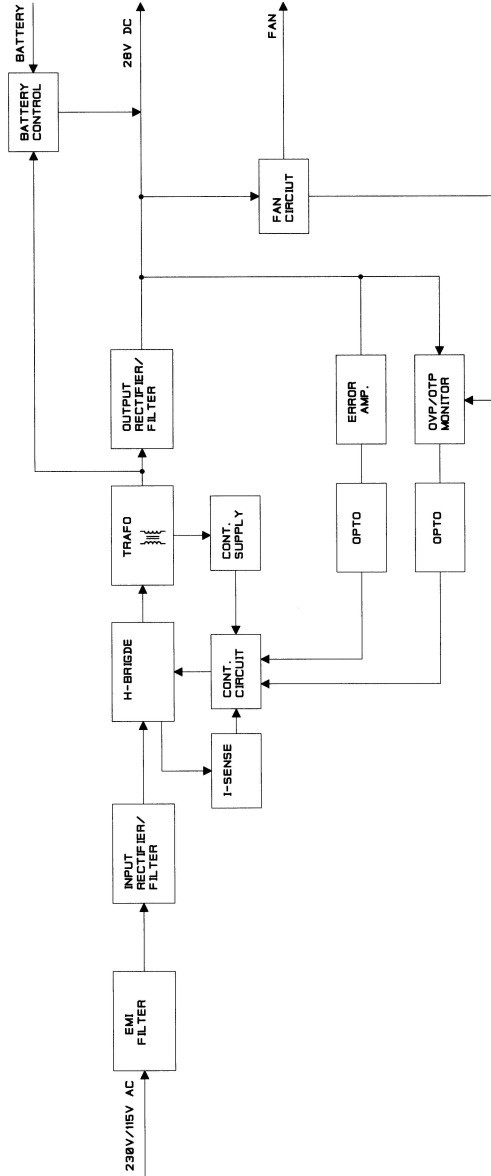 230V/115V AC
EMI
FILTER
INPUT
RECTIFIER/
FILTER
H-BRIGDE
TRAFO
OUTPUT
RECTIFIER/
FILTER
BATTERY
CONTROL
BATTERY
28V DC
I-SENSE
CONT.
CIRCUIT
CONT.
SUPPLY
FAN
CIRCIUT
FAN
OPTO
ERROR
AMP.
OPTO
OVP/OTP
MONITOR